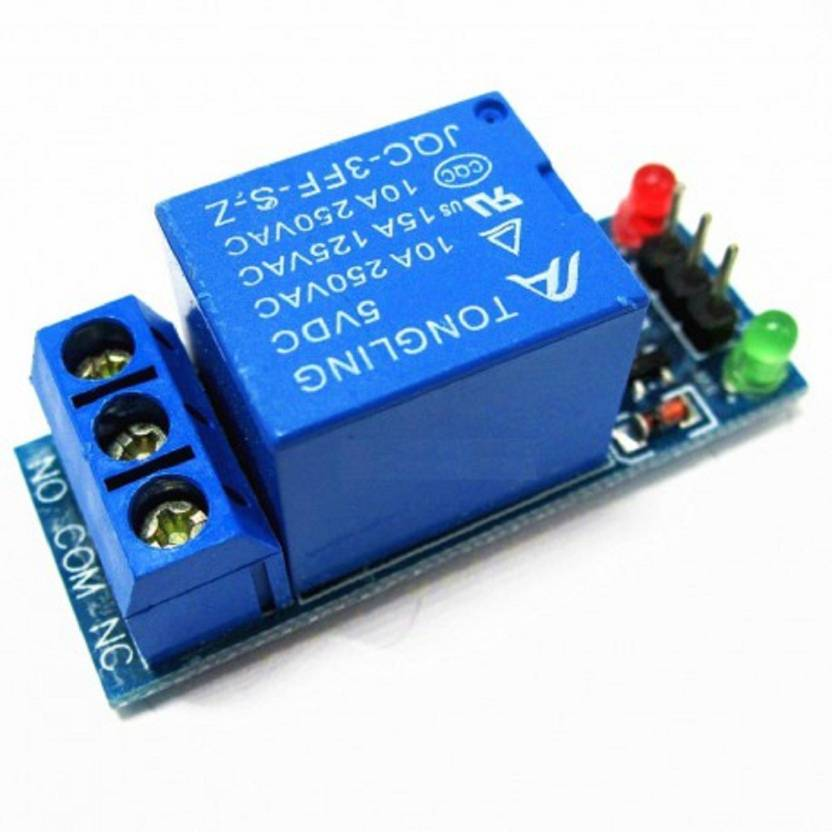 TONGLING
5VDC
10A 250VAC
15A 125VAC US
10A 250VAC CQC
JQC-3FF-S-Z
NO COM NC